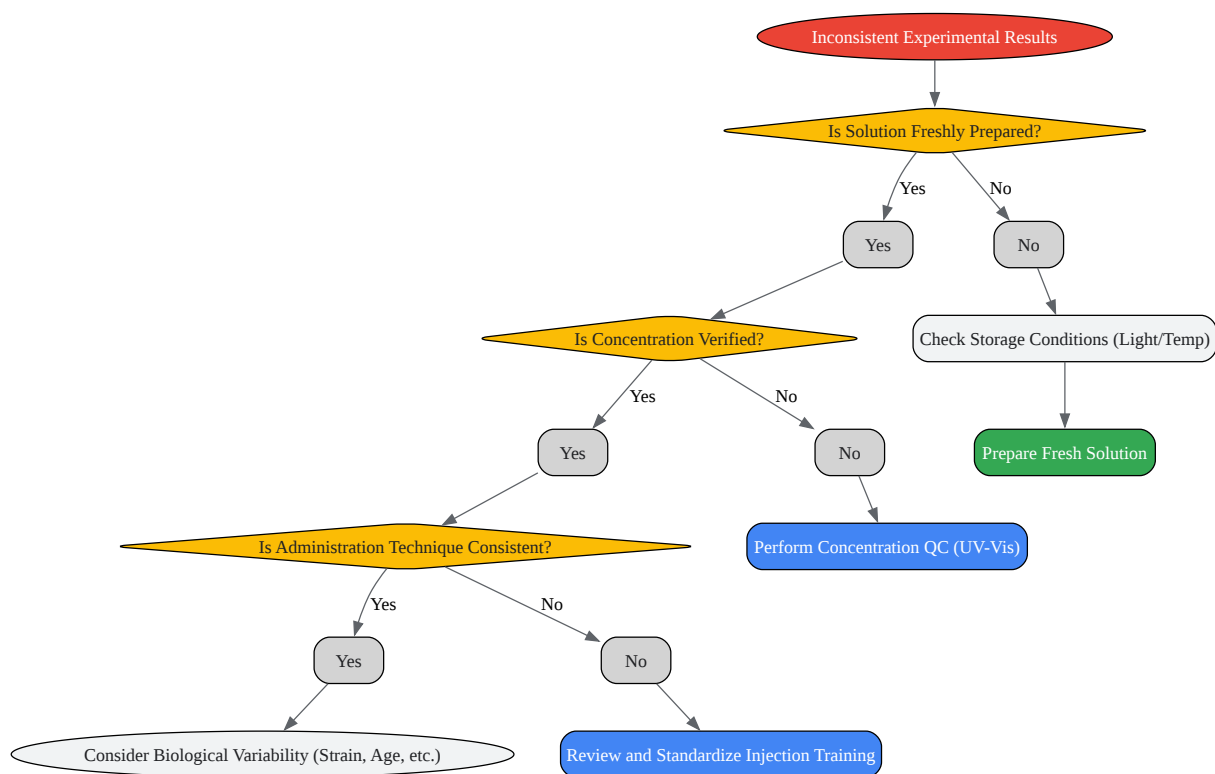 Inconsistent Experimental Results
Is Solution Freshly Prepared?
Yes
No
Yes
No
Is Concentration Verified?
Check Storage Conditions (Light/Temp)
Yes
No
Yes
No
Prepare Fresh Solution
Is Administration Technique Consistent?
Perform Concentration QC (UV-Vis)
Yes
No
Yes
No
Consider Biological Variability (Strain, Age, etc.)
Review and Standardize Injection Training